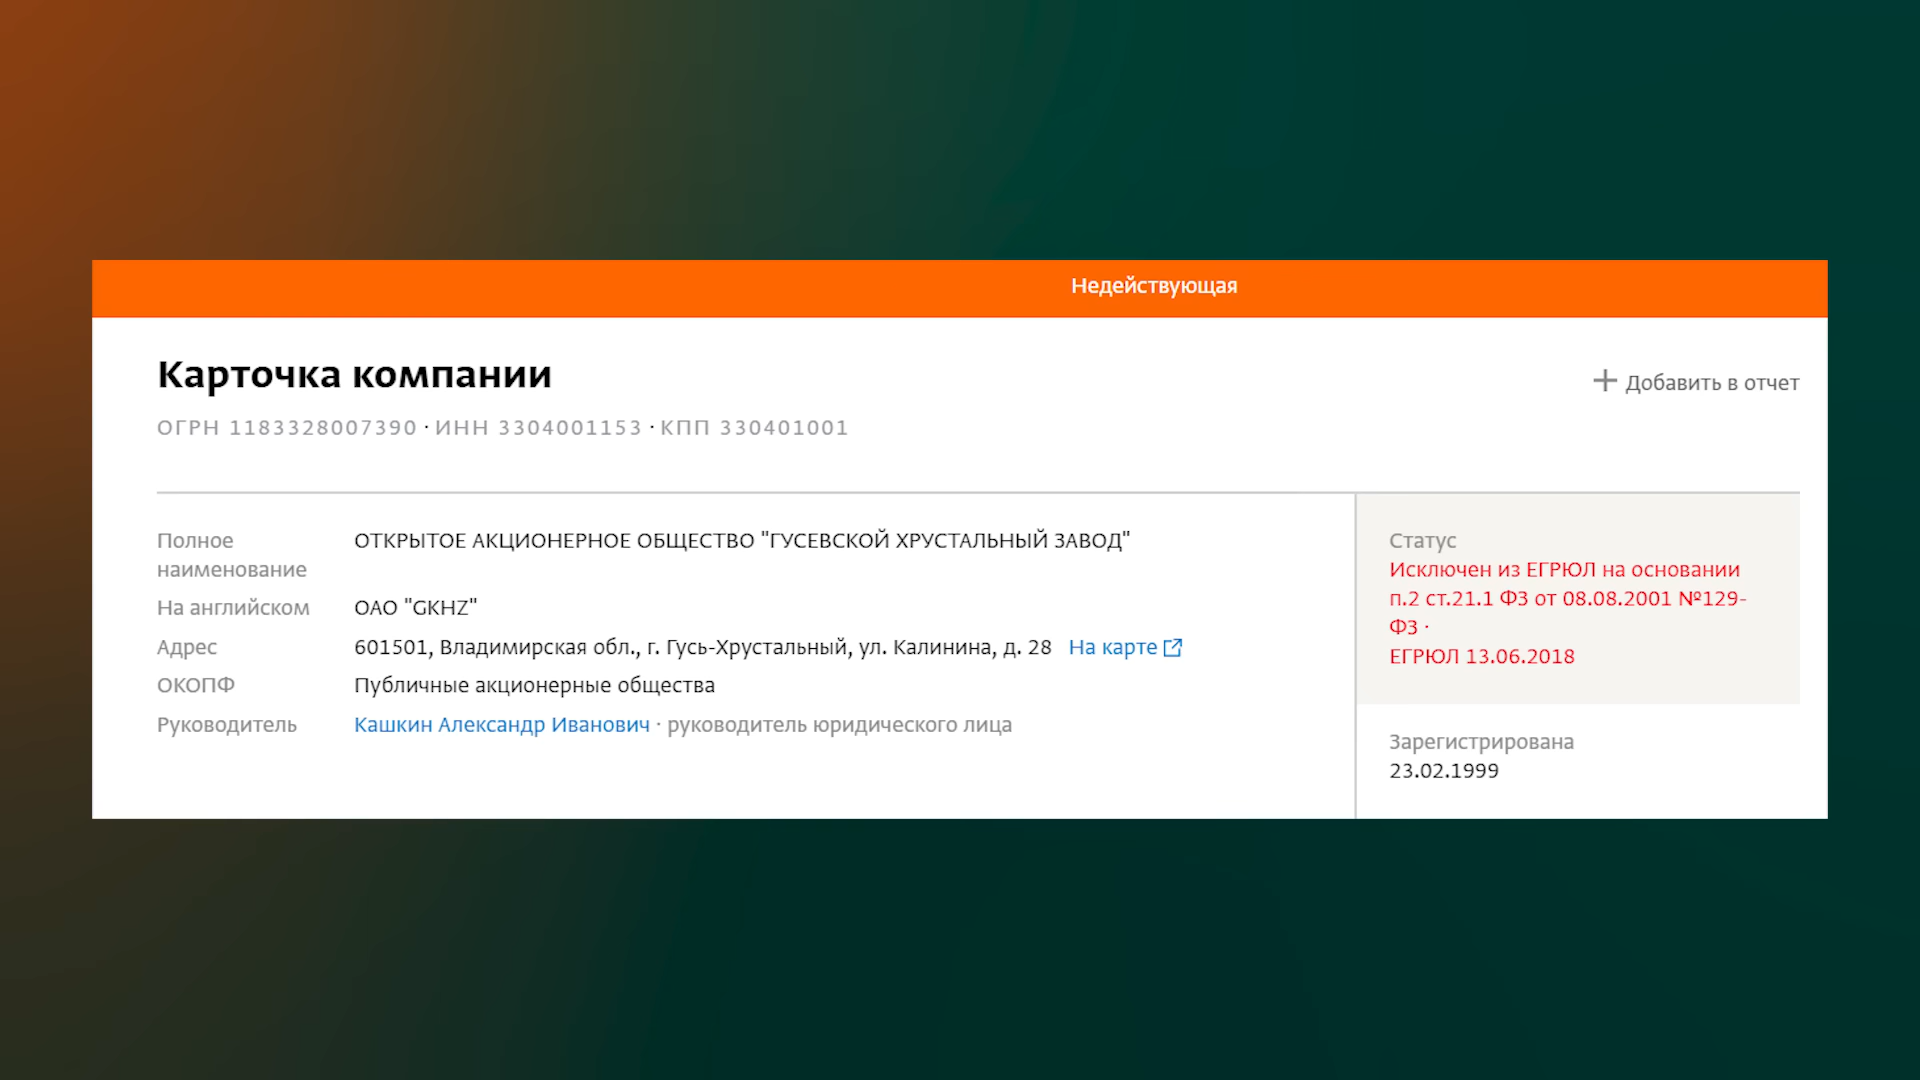 Недействующая
Карточка компании
+ Добавить в отчет
ОГРН 1183328007390 · ИНН 3304001153 · КПП 330401001
Полное наименование
ОТКРЫТОЕ АКЦИОНЕРНОЕ ОБЩЕСТВО "ГУСЕВСКОЙ ХРУСТАЛЬНЫЙ ЗАВОД"
На английском
ОАО "GKHZ"
Адрес
601501, Владимирская обл., г. Гусь-Хрустальный, ул. Калинина, д. 28 На карте
ОКОПФ
Публичные акционерные общества
Руководитель
Кашкин Александр Иванович · руководитель юридического лица
Статус
Исключен из ЕГРЮЛ на основании
п.2 ст.21.1 ФЗ от 08.08.2001 №129-
ФЗ ·
ЕГРЮЛ 13.06.2018
Зарегистрирована
23.02.1999